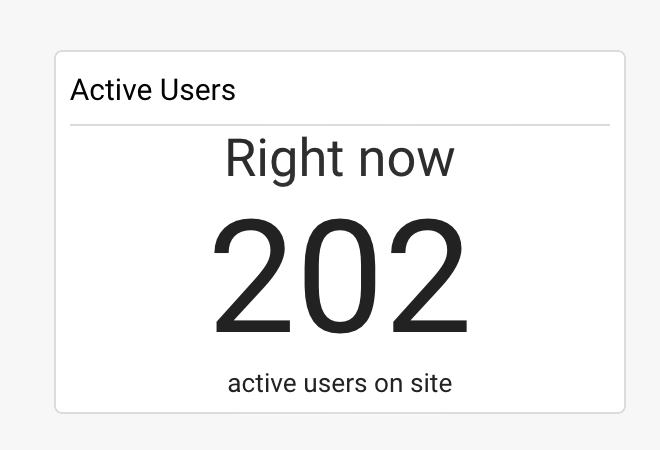 Active Users
Right now
202
active users on site